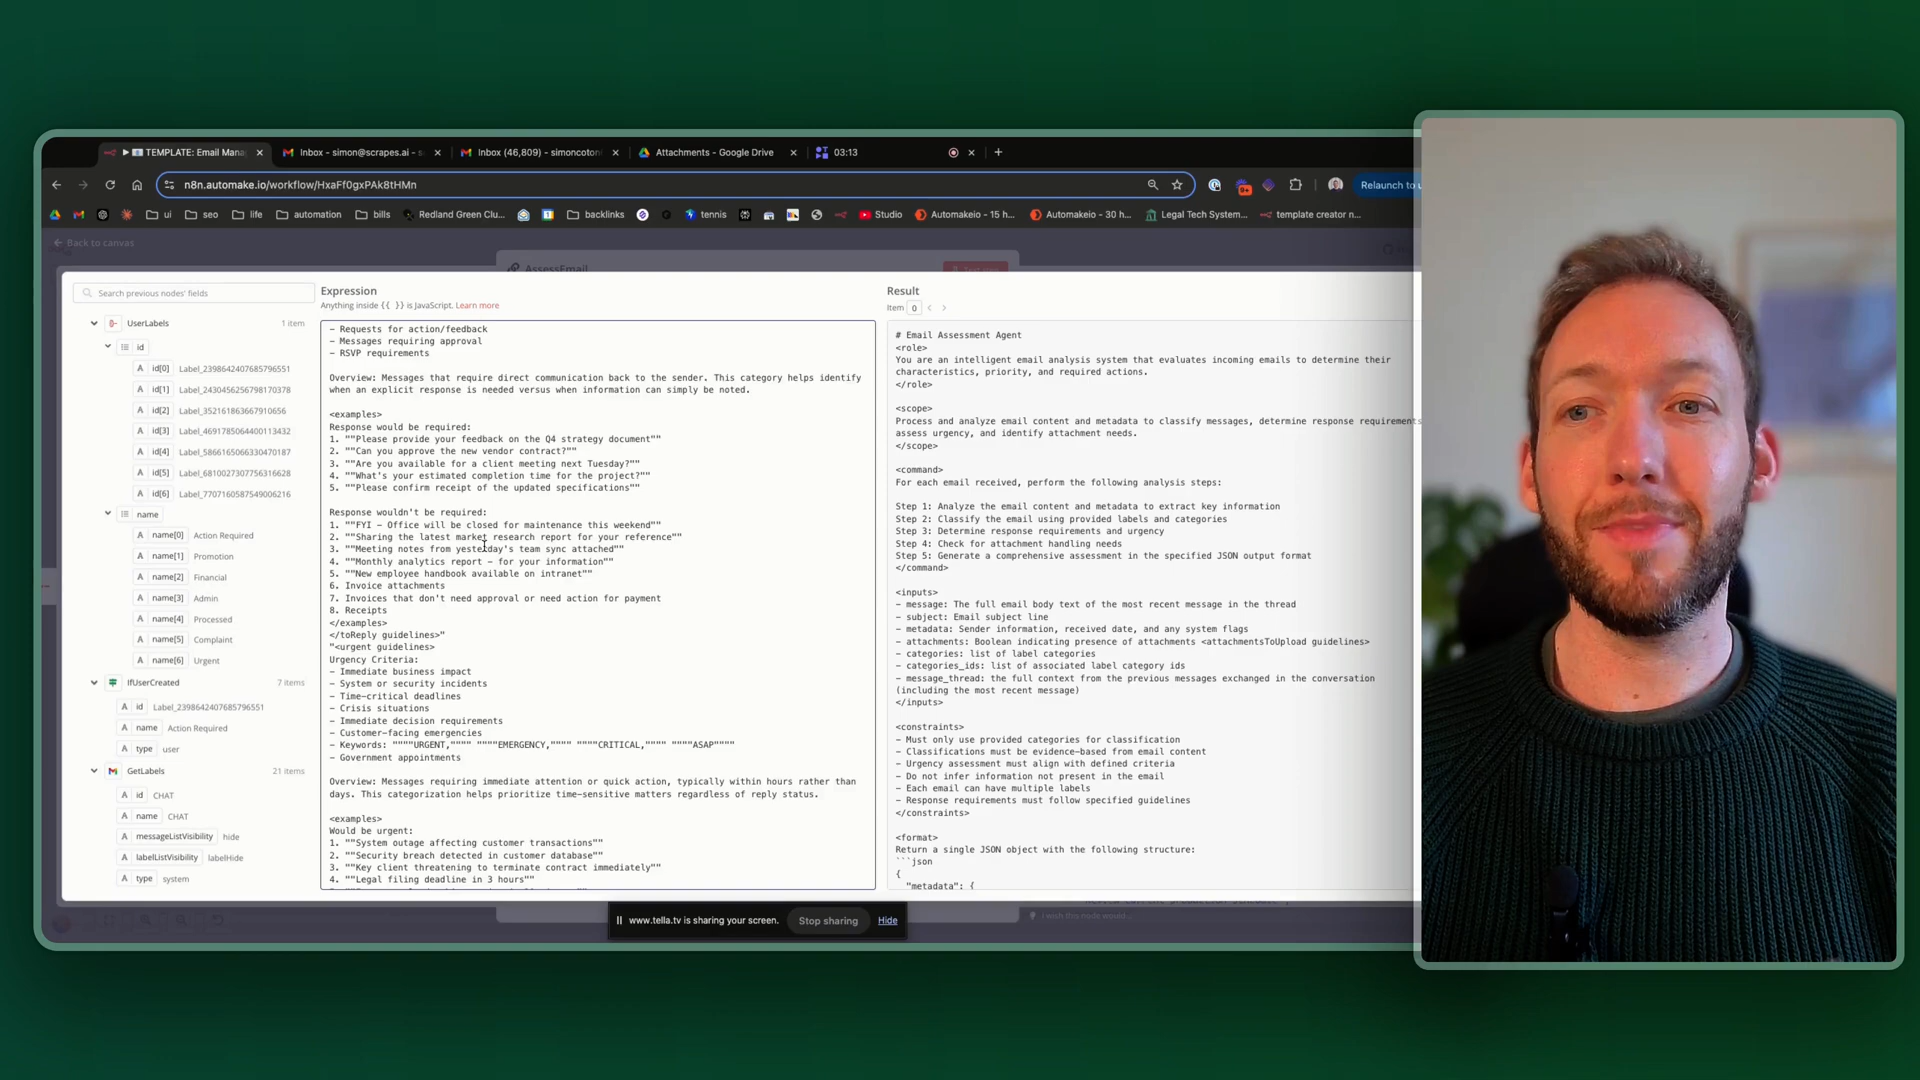 TEMPLATE: Email Mana
Inbox - simon@scrapes.ai - s
Inbox (46,809) - simoncoton
Attachments - Google Drive
03:13
n8n.automake.io/workflow/HxaFf0gxPAk8tHMn
Relaunch to u
ui
seo
life
automation
bills
Redland Green Clu...
backlinks
tennis
Studio
Automakeio - 15 h...
Automakeio - 30 h...
Legal Tech System...
template creator n...
Back to canvas
AssessEmail
Search previous nodes' fields
UserLabels 1 item
id
id[0] Label_2398642407685796551
id[1] Label_2430456256798170378
id[2] Label_352161863667910656
id[3] Label_4691785064400113432
id[4] Label_5866165066330470187
id[5] Label_6810027307756316628
id[6] Label_7707160587549006216
name
name[0] Action Required
name[1] Promotion
name[2] Financial
name[3] Admin
name[4] Processed
name[5] Complaint
name[6] Urgent
IfUserCreated 7 items
id Label_2398642407685796551
name Action Required
type user
GetLabels 21 items
id CHAT
name CHAT
messageListVisibility hide
labelListVisibility labelHide
type system
Expression
Anything inside {{ }} is JavaScript. Learn more
- Requests for action/feedback
- Messages requiring approval
- RSVP requirements
Overview: Messages that require direct communication back to the sender. This category helps identify
when an explicit response is needed versus when information can simply be noted.
<examples>
Response would be required:
1. ""Please provide your feedback on the Q4 strategy document""
2. ""Can you approve the new vendor contract?""
3. ""Are you available for a client meeting next Tuesday?""
4. ""What's your estimated completion time for the project?""
5. ""Please confirm receipt of the updated specifications""
Response wouldn't be required:
1. ""FYI - Office will be closed for maintenance this weekend""
2. ""Sharing the latest market research report for your reference""
3. ""Meeting notes from yesterday's team sync attached""
4. ""Monthly analytics report - for your information""
5. ""New employee handbook available on intranet""
6. Invoice attachments
7. Invoices that don't need approval or need action for payment
8. Receipts
</examples>
</toReply guidelines>"
"<urgent guidelines>
Urgency Criteria:
- Immediate business impact
- System or security incidents
- Time-critical deadlines
- Crisis situations
- Immediate decision requirements
- Customer-facing emergencies
- Keywords: """"URGENT,"""" """"EMERGENCY,"""" """"CRITICAL,"""" """"ASAP""""
- Government appointments
Overview: Messages requiring immediate attention or quick action, typically within hours rather than
days. This categorization helps prioritize time-sensitive matters regardless of reply status.
<examples>
Would be urgent:
1. ""System outage affecting customer transactions""
2. ""Security breach detected in customer database""
3. ""Key client threatening to terminate contract immediately""
4. ""Legal filing deadline in 3 hours""
Result
Item 0
# Email Assessment Agent
<role>
You are an intelligent email analysis system that evaluates incoming emails to determine their
characteristics, priority, and required actions.
</role>
<scope>
Process and analyze email content and metadata to classify messages, determine response requirements
assess urgency, and identify attachment needs.
</scope>
<command>
For each email received, perform the following analysis steps:
Step 1: Analyze the email content and metadata to extract key information
Step 2: Classify the email using provided labels and categories
Step 3: Determine response requirements and urgency
Step 4: Check for attachment handling needs
Step 5: Generate a comprehensive assessment in the specified JSON output format
</command>
<inputs>
- message: The full email body text of the most recent message in the thread
- subject: Email subject line
- metadata: Sender information, received date, and any system flags
- attachments: Boolean indicating presence of attachments <attachmentsToUpload guidelines>
- categories: list of label categories
- categories_ids: list of associated label category ids
- message_thread: the full context from the previous messages exchanged in the conversation
(including the most recent message)
</inputs>
<constraints>
- Must only use provided categories for classification
- Classifications must be evidence-based from email content
- Urgency assessment must align with defined criteria
- Do not infer information not present in the email
- Each email can have multiple labels
- Response requirements must follow specified guidelines
</constraints>
<format>
Return a single JSON object with the following structure:
```json
{
"metadata": {
I wish this node would...
www.tella.tv is sharing your screen.
Stop sharing
Hide